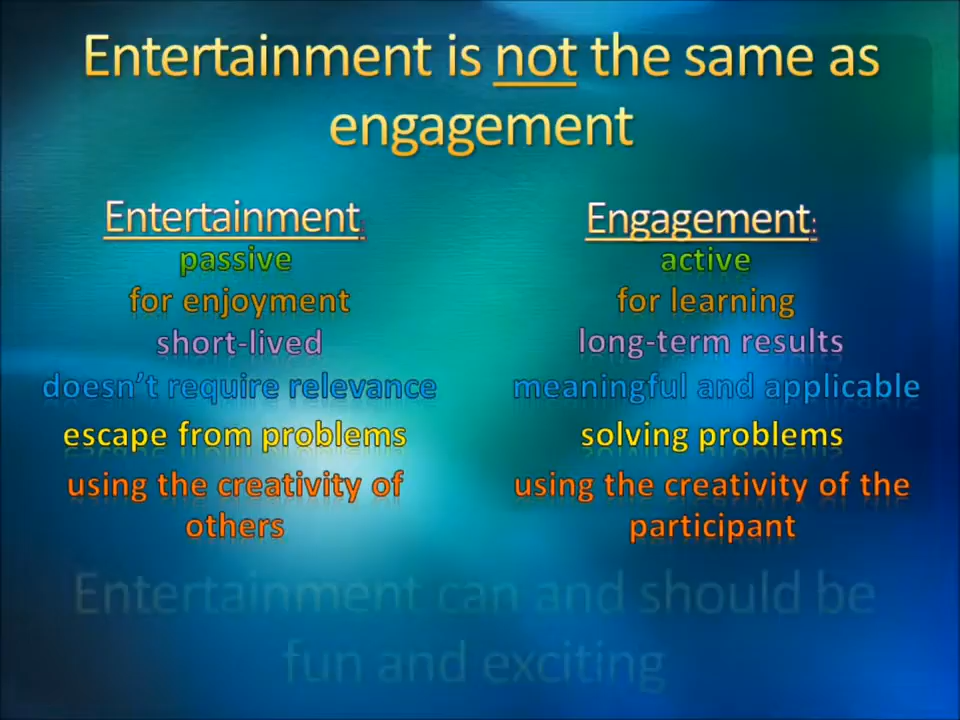 Entertainment is not the same as
engagement
Entertainment:
passive
for enjoyment
short-lived
doesn't require relevance
escape from problems
using the creativity of
others
Engagement:
active
for learning
long-term results
meaningful and applicable
solving problems
using the creativity of the
participant
Entertainment can and should be
fun and exciting